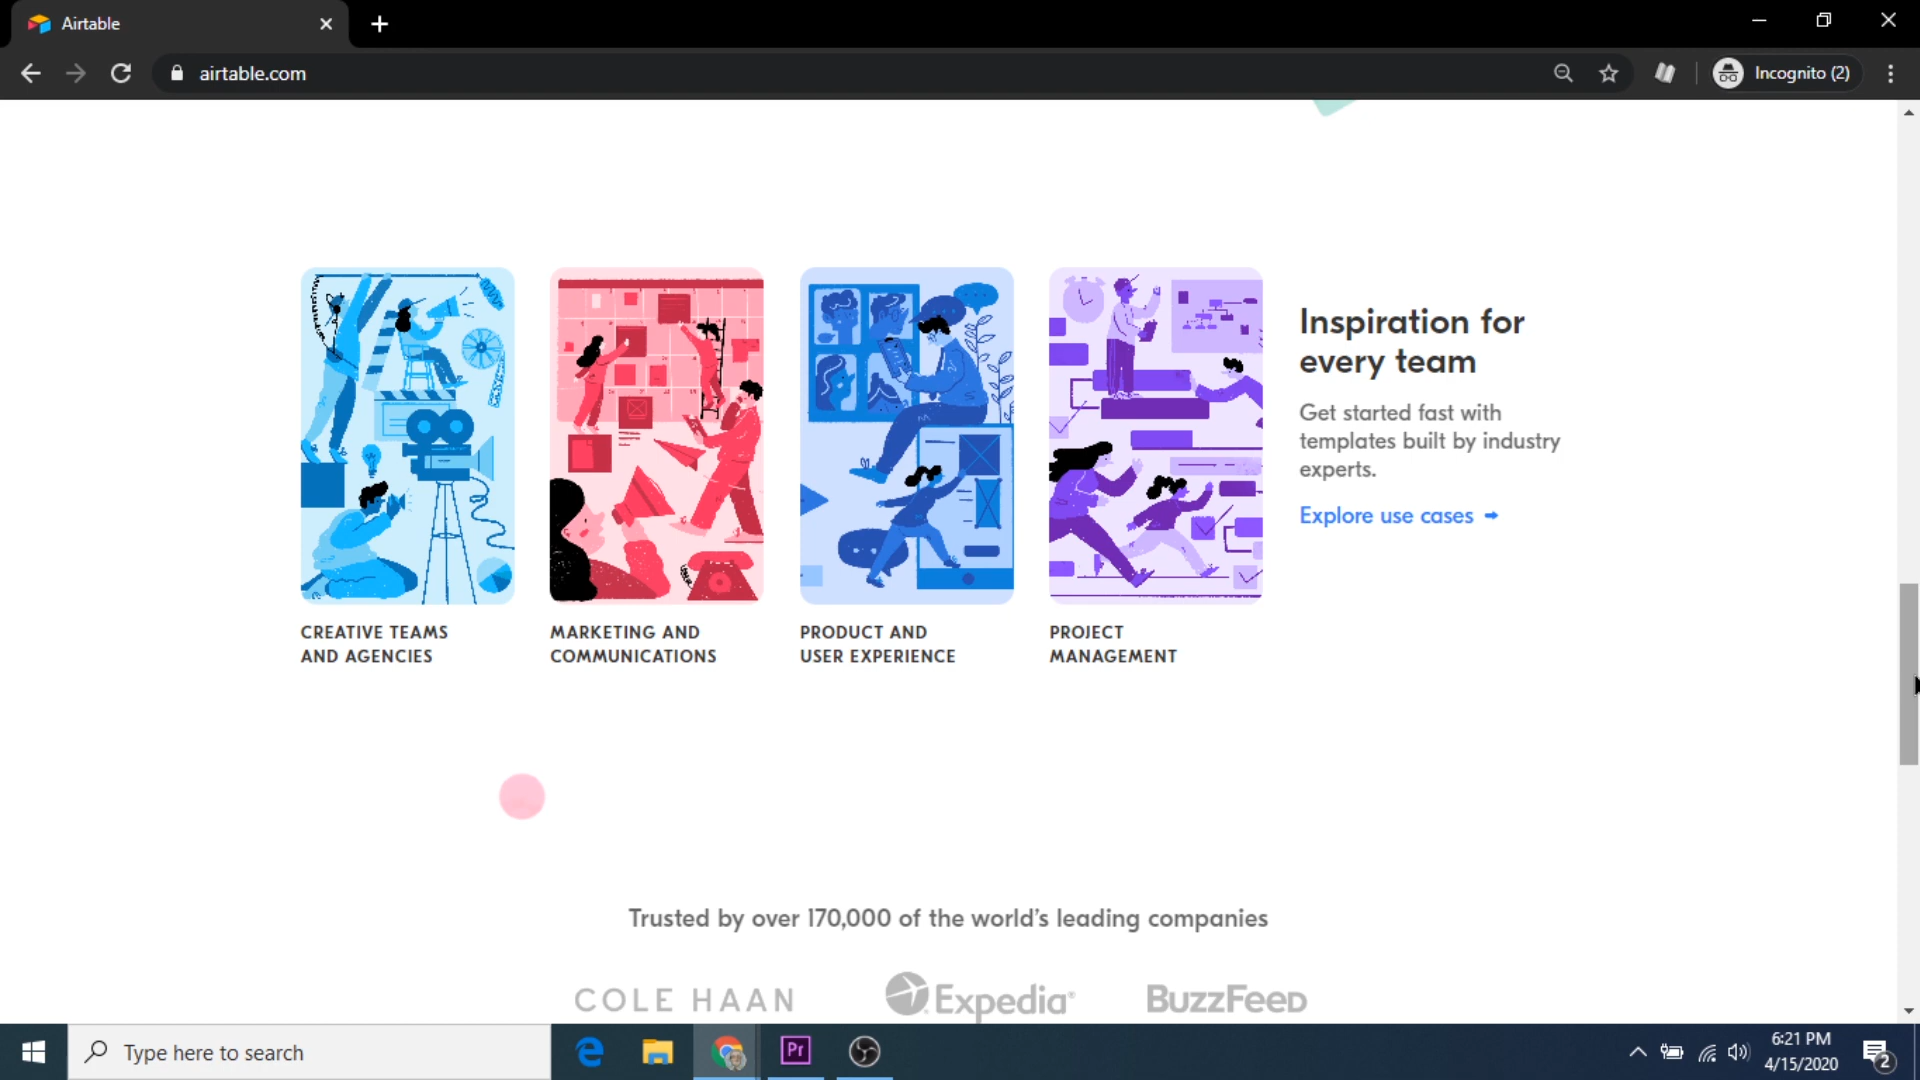 Airtable
airtable.com
Incognito (2)
Inspiration for
every team
Get started fast with
templates built by industry
experts.
Explore use cases
CREATIVE TEAMS
AND AGENCIES
MARKETING AND
COMMUNICATIONS
PRODUCT AND
USER EXPERIENCE
PROJECT
MANAGEMENT
Trusted by over 170,000 of the world's leading companies
COLE HAAN
Expedia®
BuzzFeed
Type here to search
Pr
6:21 PM
4/15/2020
2